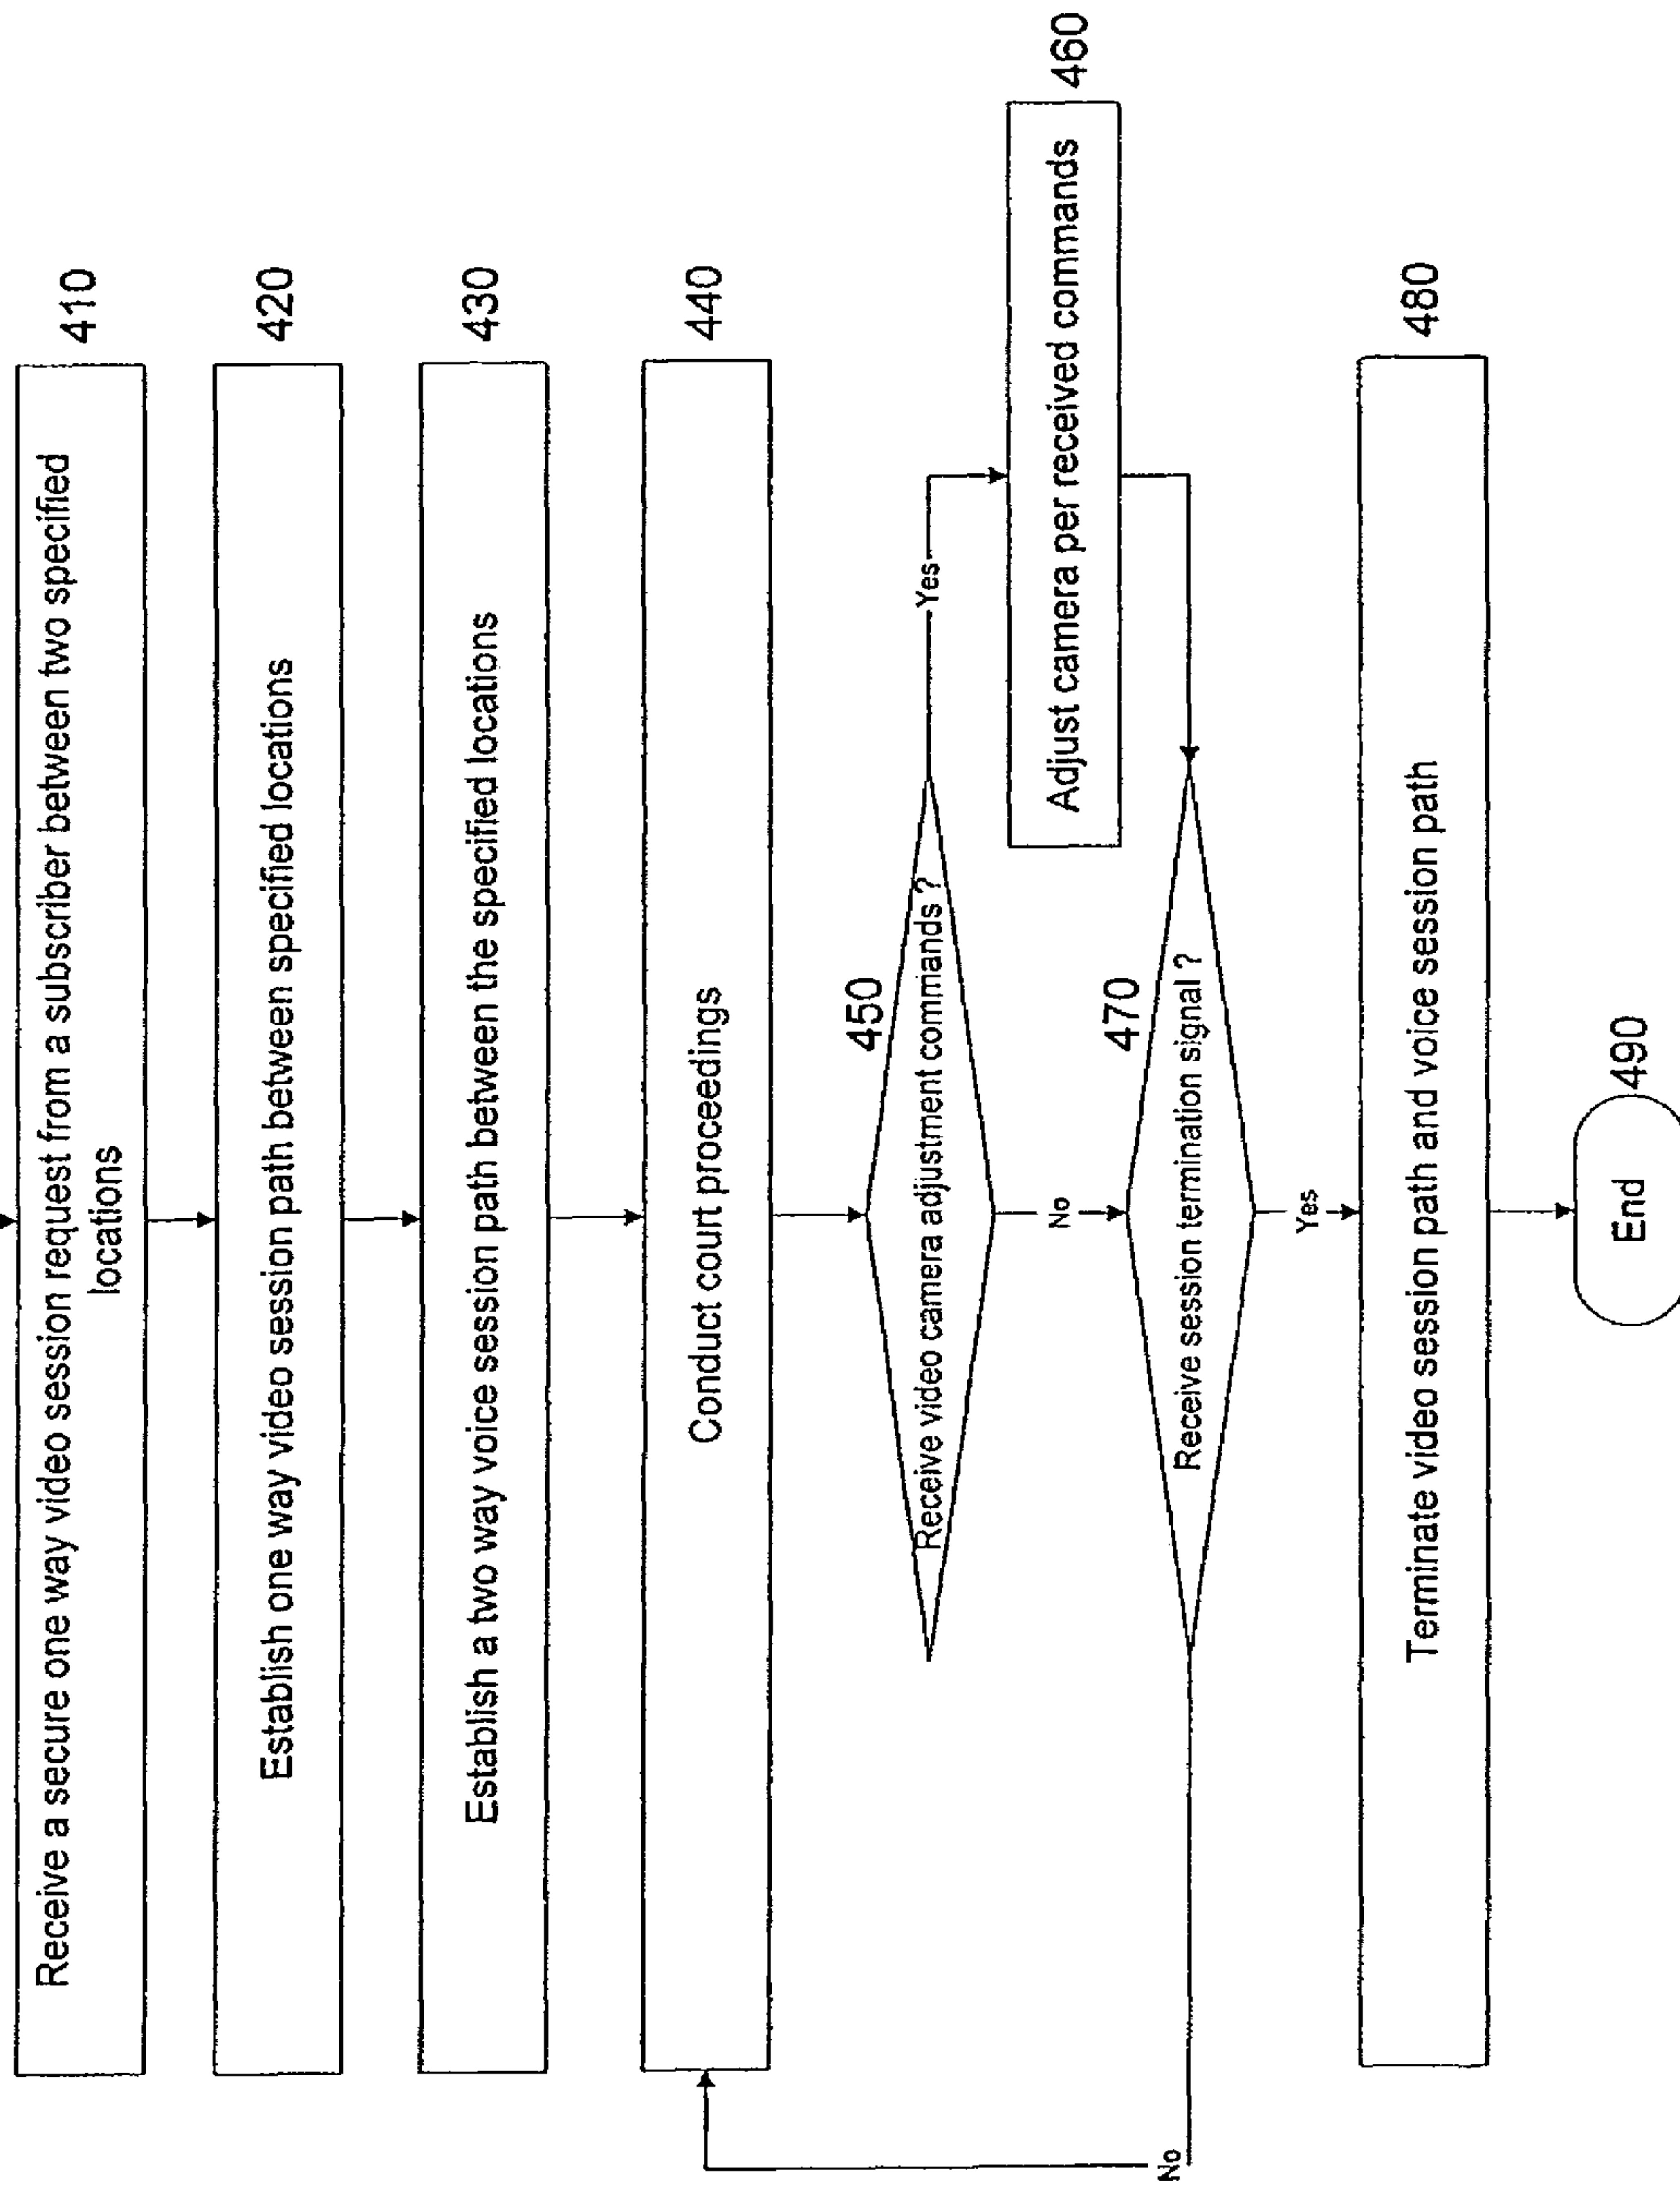 Receive a secure one way video session request from a subscriber between two specified
locations
410
Establish one way video session path between specified locations
420
Establish a two way voice session path between the specified locations
430
Conduct court proceedings
440
450
Receive video camera adjustment commands ?
Yes
Adjust camera per received commands
460
No
470
Receive session termination signal ?
No
Yes
Terminate video session path and voice session path
480
End
490